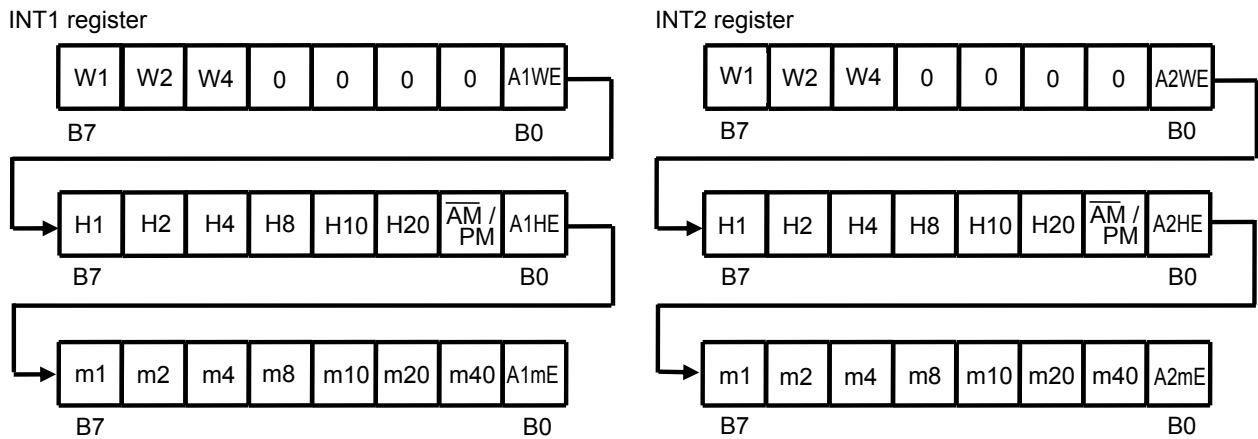 INT1 register
W1 W2 W4 0 0 0 0 A1WE
B7 B0
H1 H2 H4 H8 H10 H20 A̅M̅ / PM A1HE
B7 B0
m1 m2 m4 m8 m10 m20 m40 A1mE
B7 B0
INT2 register
W1 W2 W4 0 0 0 0 A2WE
B7 B0
H1 H2 H4 H8 H10 H20 A̅M̅ / PM A2HE
B7 B0
m1 m2 m4 m8 m10 m20 m40 A2mE
B7 B0